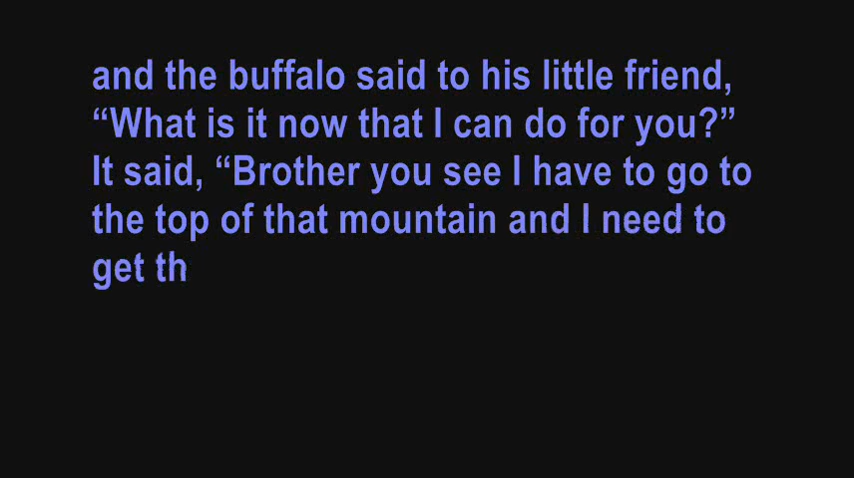 and the buffalo said to his little friend,
“What is it now that I can do for you?”
It said, “Brother you see I have to go to
the top of that mountain and I need to
get th